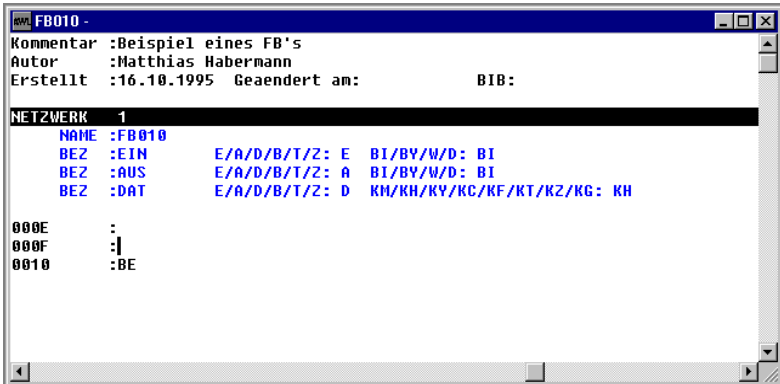 AWL FB010 -
Kommentar :Beispiel eines FB's
Autor :Matthias Habermann
Erstellt :16.10.1995 Geaendert am: BIB:
NETZWERK 1
NAME :FB010
BEZ :EIN E/A/D/B/T/Z: E BI/BY/W/D: BI
BEZ :AUS E/A/D/B/T/Z: A BI/BY/W/D: BI
BEZ :DAT E/A/D/B/T/Z: D KM/KH/KY/KC/KF/KT/KZ/KG: KH
000E :
000F :
0010 :BE